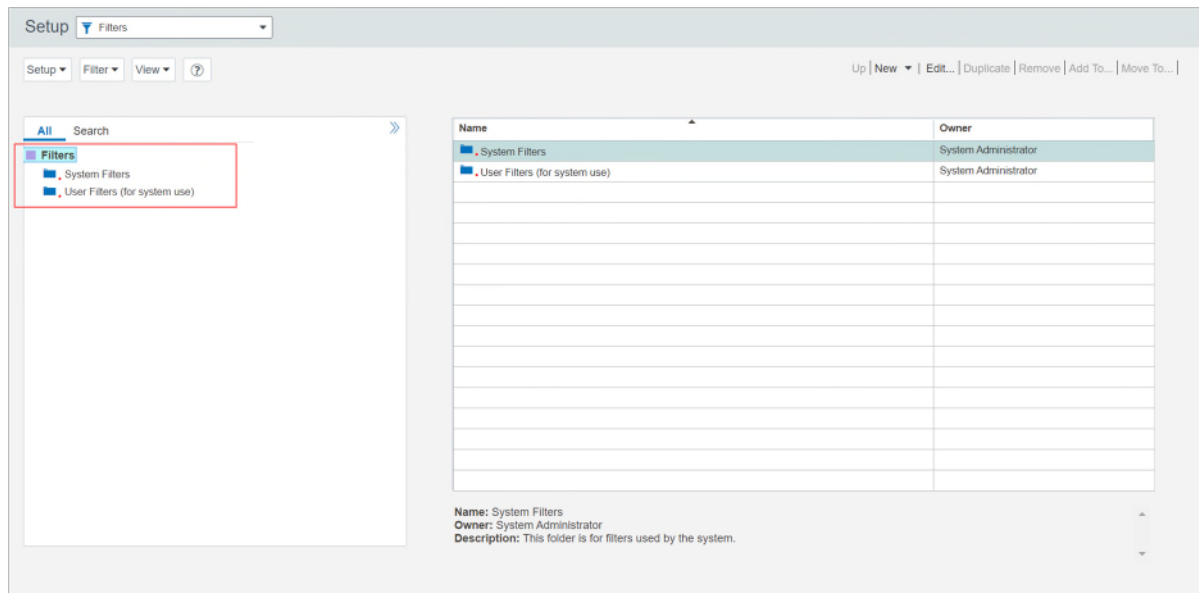 Setup Filters
Setup Filter View ?
Up New Edit... Duplicate Remove Add To... Move To...
All Search
Filters
System Filters
User Filters (for system use)
Name Owner
System Filters System Administrator
User Filters (for system use) System Administrator
Name: System Filters
Owner: System Administrator
Description: This folder is for filters used by the system.